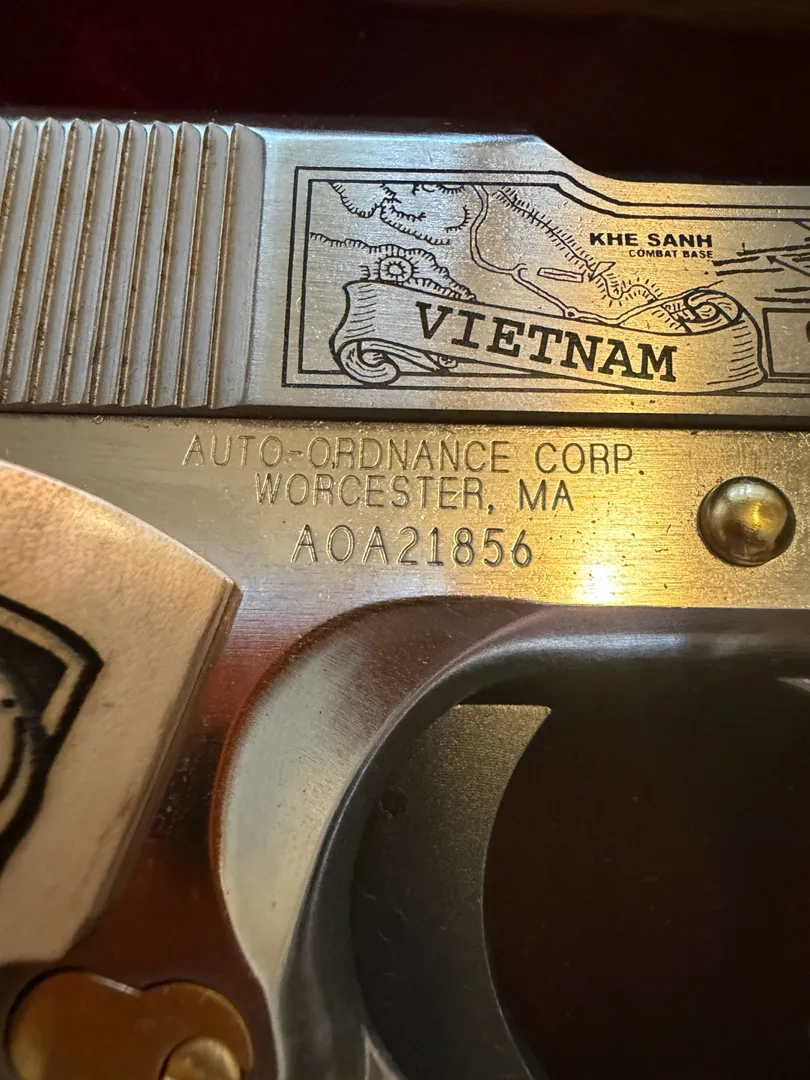 KHE SANH
COMBAT BASE
VIETNAM
AUTO-ORDNANCE CORP.
WORCESTER, MA
AOA21856